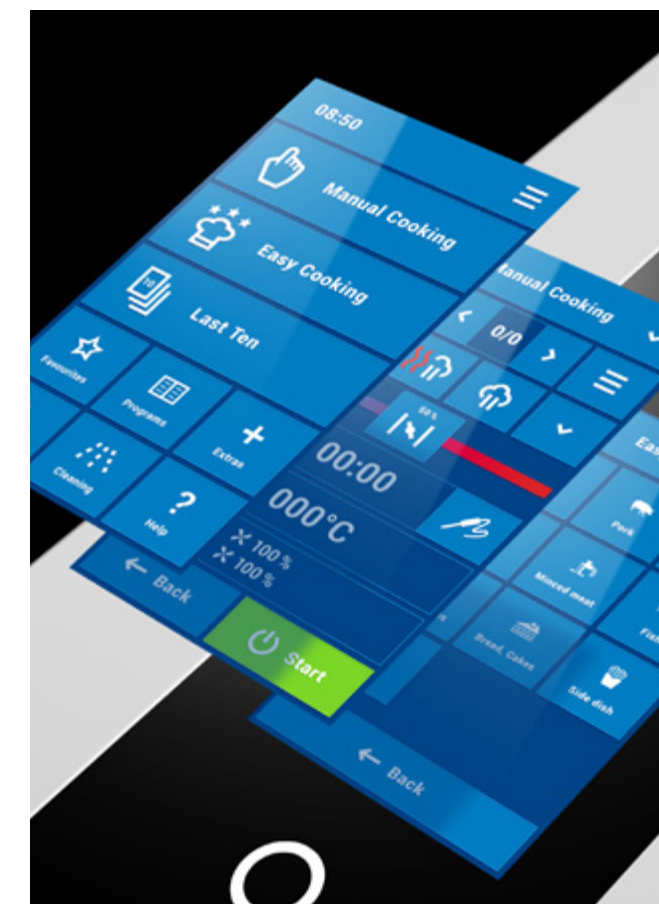 08:50
Manual Cooking
Easy Cooking
10
Last Ten
Favourites
Programs
Extras
Cleaning
?
Help
Manual Cooking
< 0/0 >
50%
00:00
000°C
100%
100%
← Back
Start
Pork
Minced meat
Bread, Cakes
Side dish
← Back